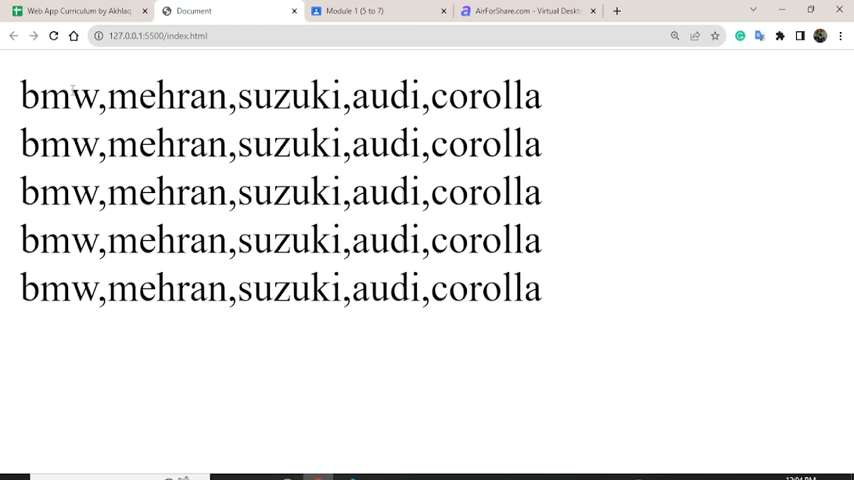 Web App Curriculum by Akhlaq
Document
Module 1 (5 to 7)
AirForShare.com - Virtual Deskt
127.0.0.1:5500/index.html
bmw,mehran,suzuki,audi,corolla
bmw,mehran,suzuki,audi,corolla
bmw,mehran,suzuki,audi,corolla
bmw,mehran,suzuki,audi,corolla
bmw,mehran,suzuki,audi,corolla